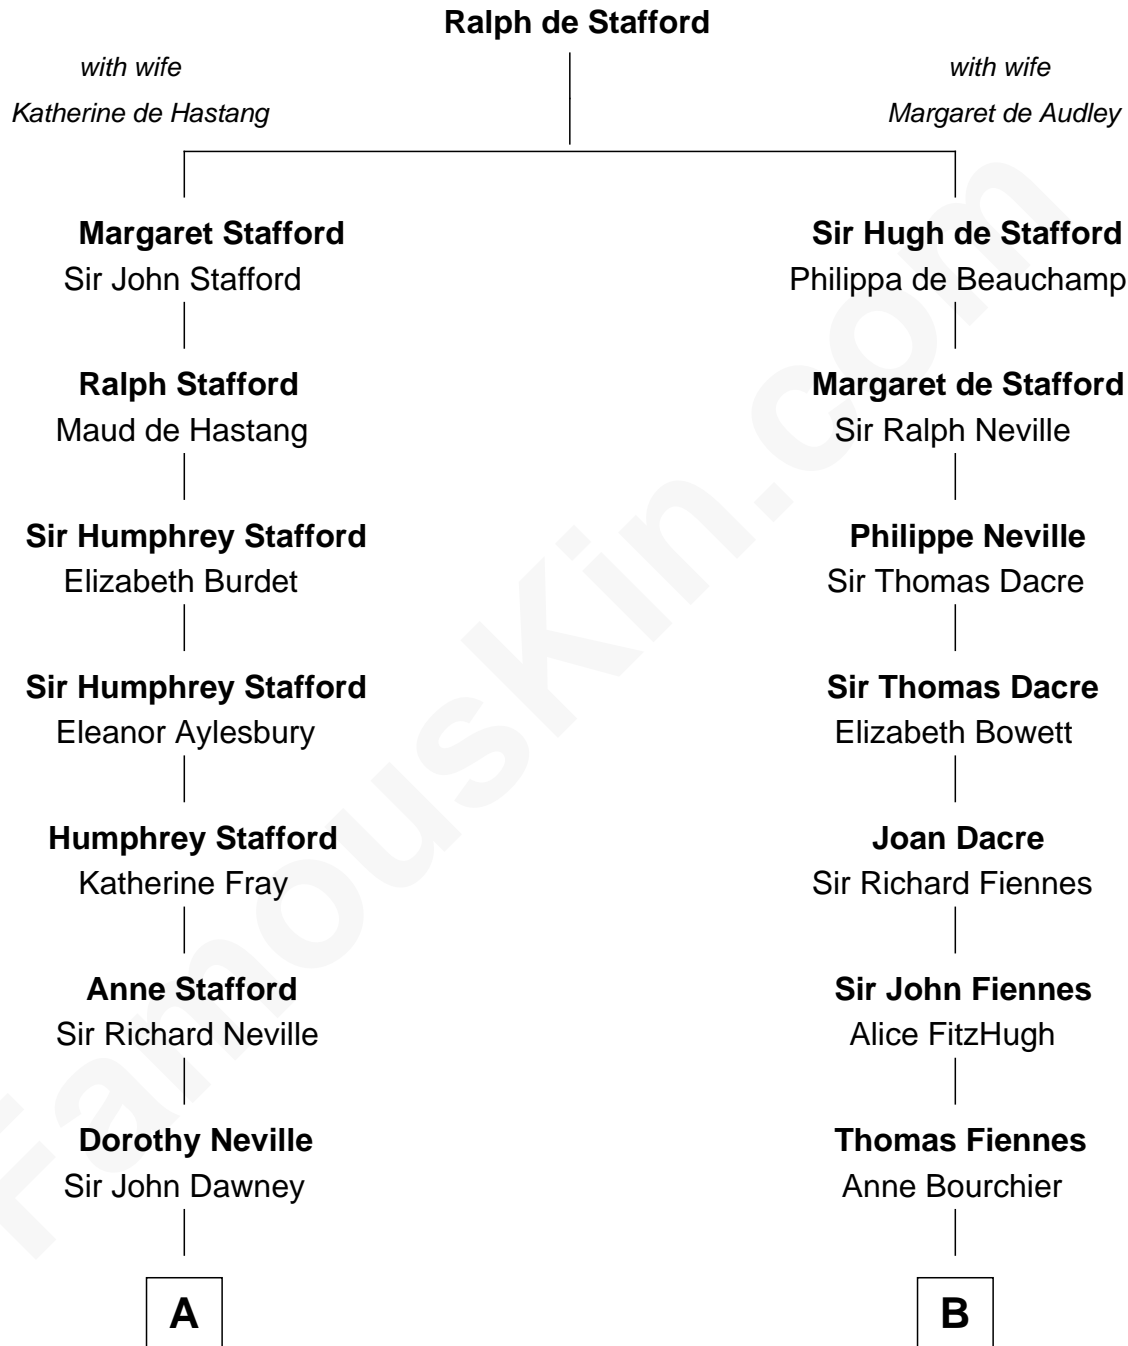 Ralph de Stafford
with wife
Katherine de Hastang
with wife
Margaret de Audley
Margaret Stafford
Sir John Stafford
Sir Hugh de Stafford
Philippa de Beauchamp
Ralph Stafford
Maud de Hastang
Margaret de Stafford
Sir Ralph Neville
Sir Humphrey Stafford
Elizabeth Burdet
Philippe Neville
Sir Thomas Dacre
Sir Humphrey Stafford
Eleanor Aylesbury
Sir Thomas Dacre
Elizabeth Bowett
Humphrey Stafford
Katherine Fray
Joan Dacre
Sir Richard Fiennes
Anne Stafford
Sir Richard Neville
Sir John Fiennes
Alice FitzHugh
Dorothy Neville
Sir John Dawney
Thomas Fiennes
Anne Bourchier
A
B
FamousKin.com